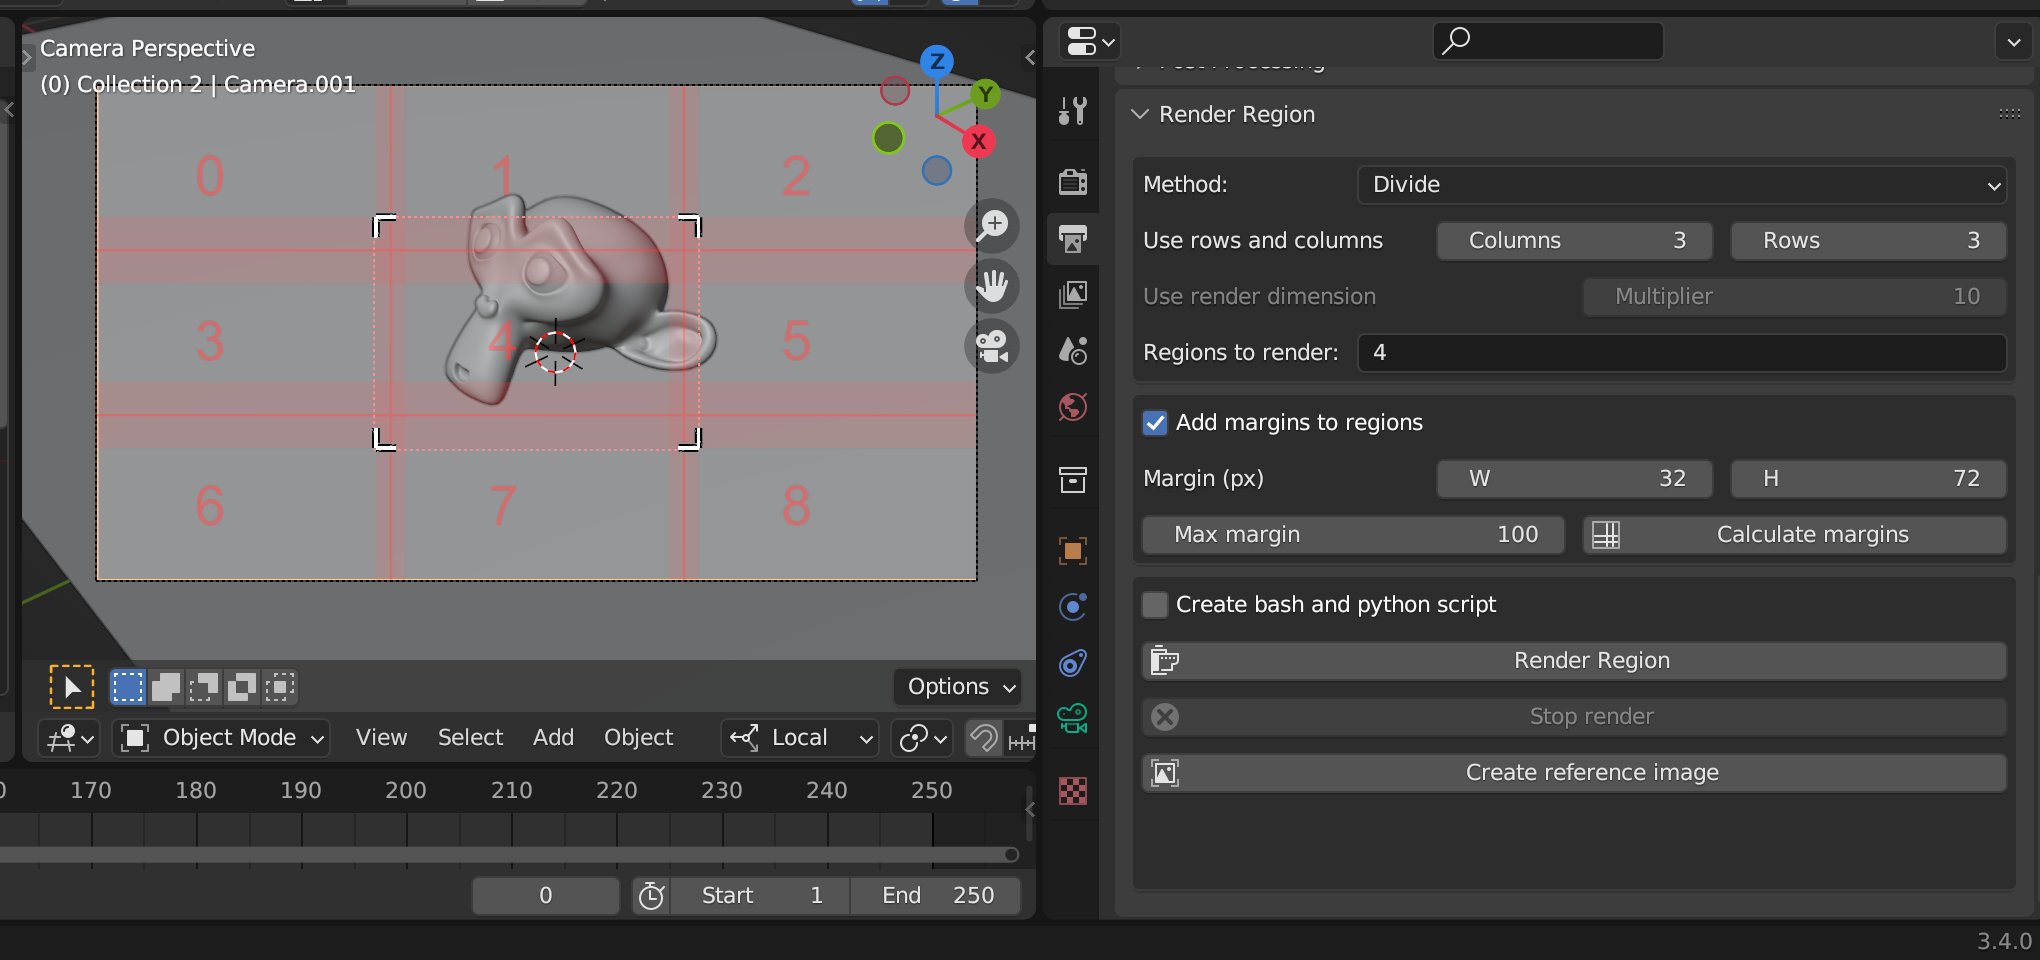 Camera Perspective
(0) Collection 2 | Camera.001
Z
Y
X
0 1 2
3 4 5
6 7 8
Options
Object Mode View Select Add Object Local
170 180 190 200 210 220 230 240 250
0 Start 1 End 250
Post Processing
Render Region
Method: Divide
Use rows and columns Columns 3 Rows 3
Use render dimension Multiplier 10
Regions to render: 4
Add margins to regions
Margin (px) W 32 H 72
Max margin 100 Calculate margins
Create bash and python script
Render Region
Stop render
Create reference image
3.4.0